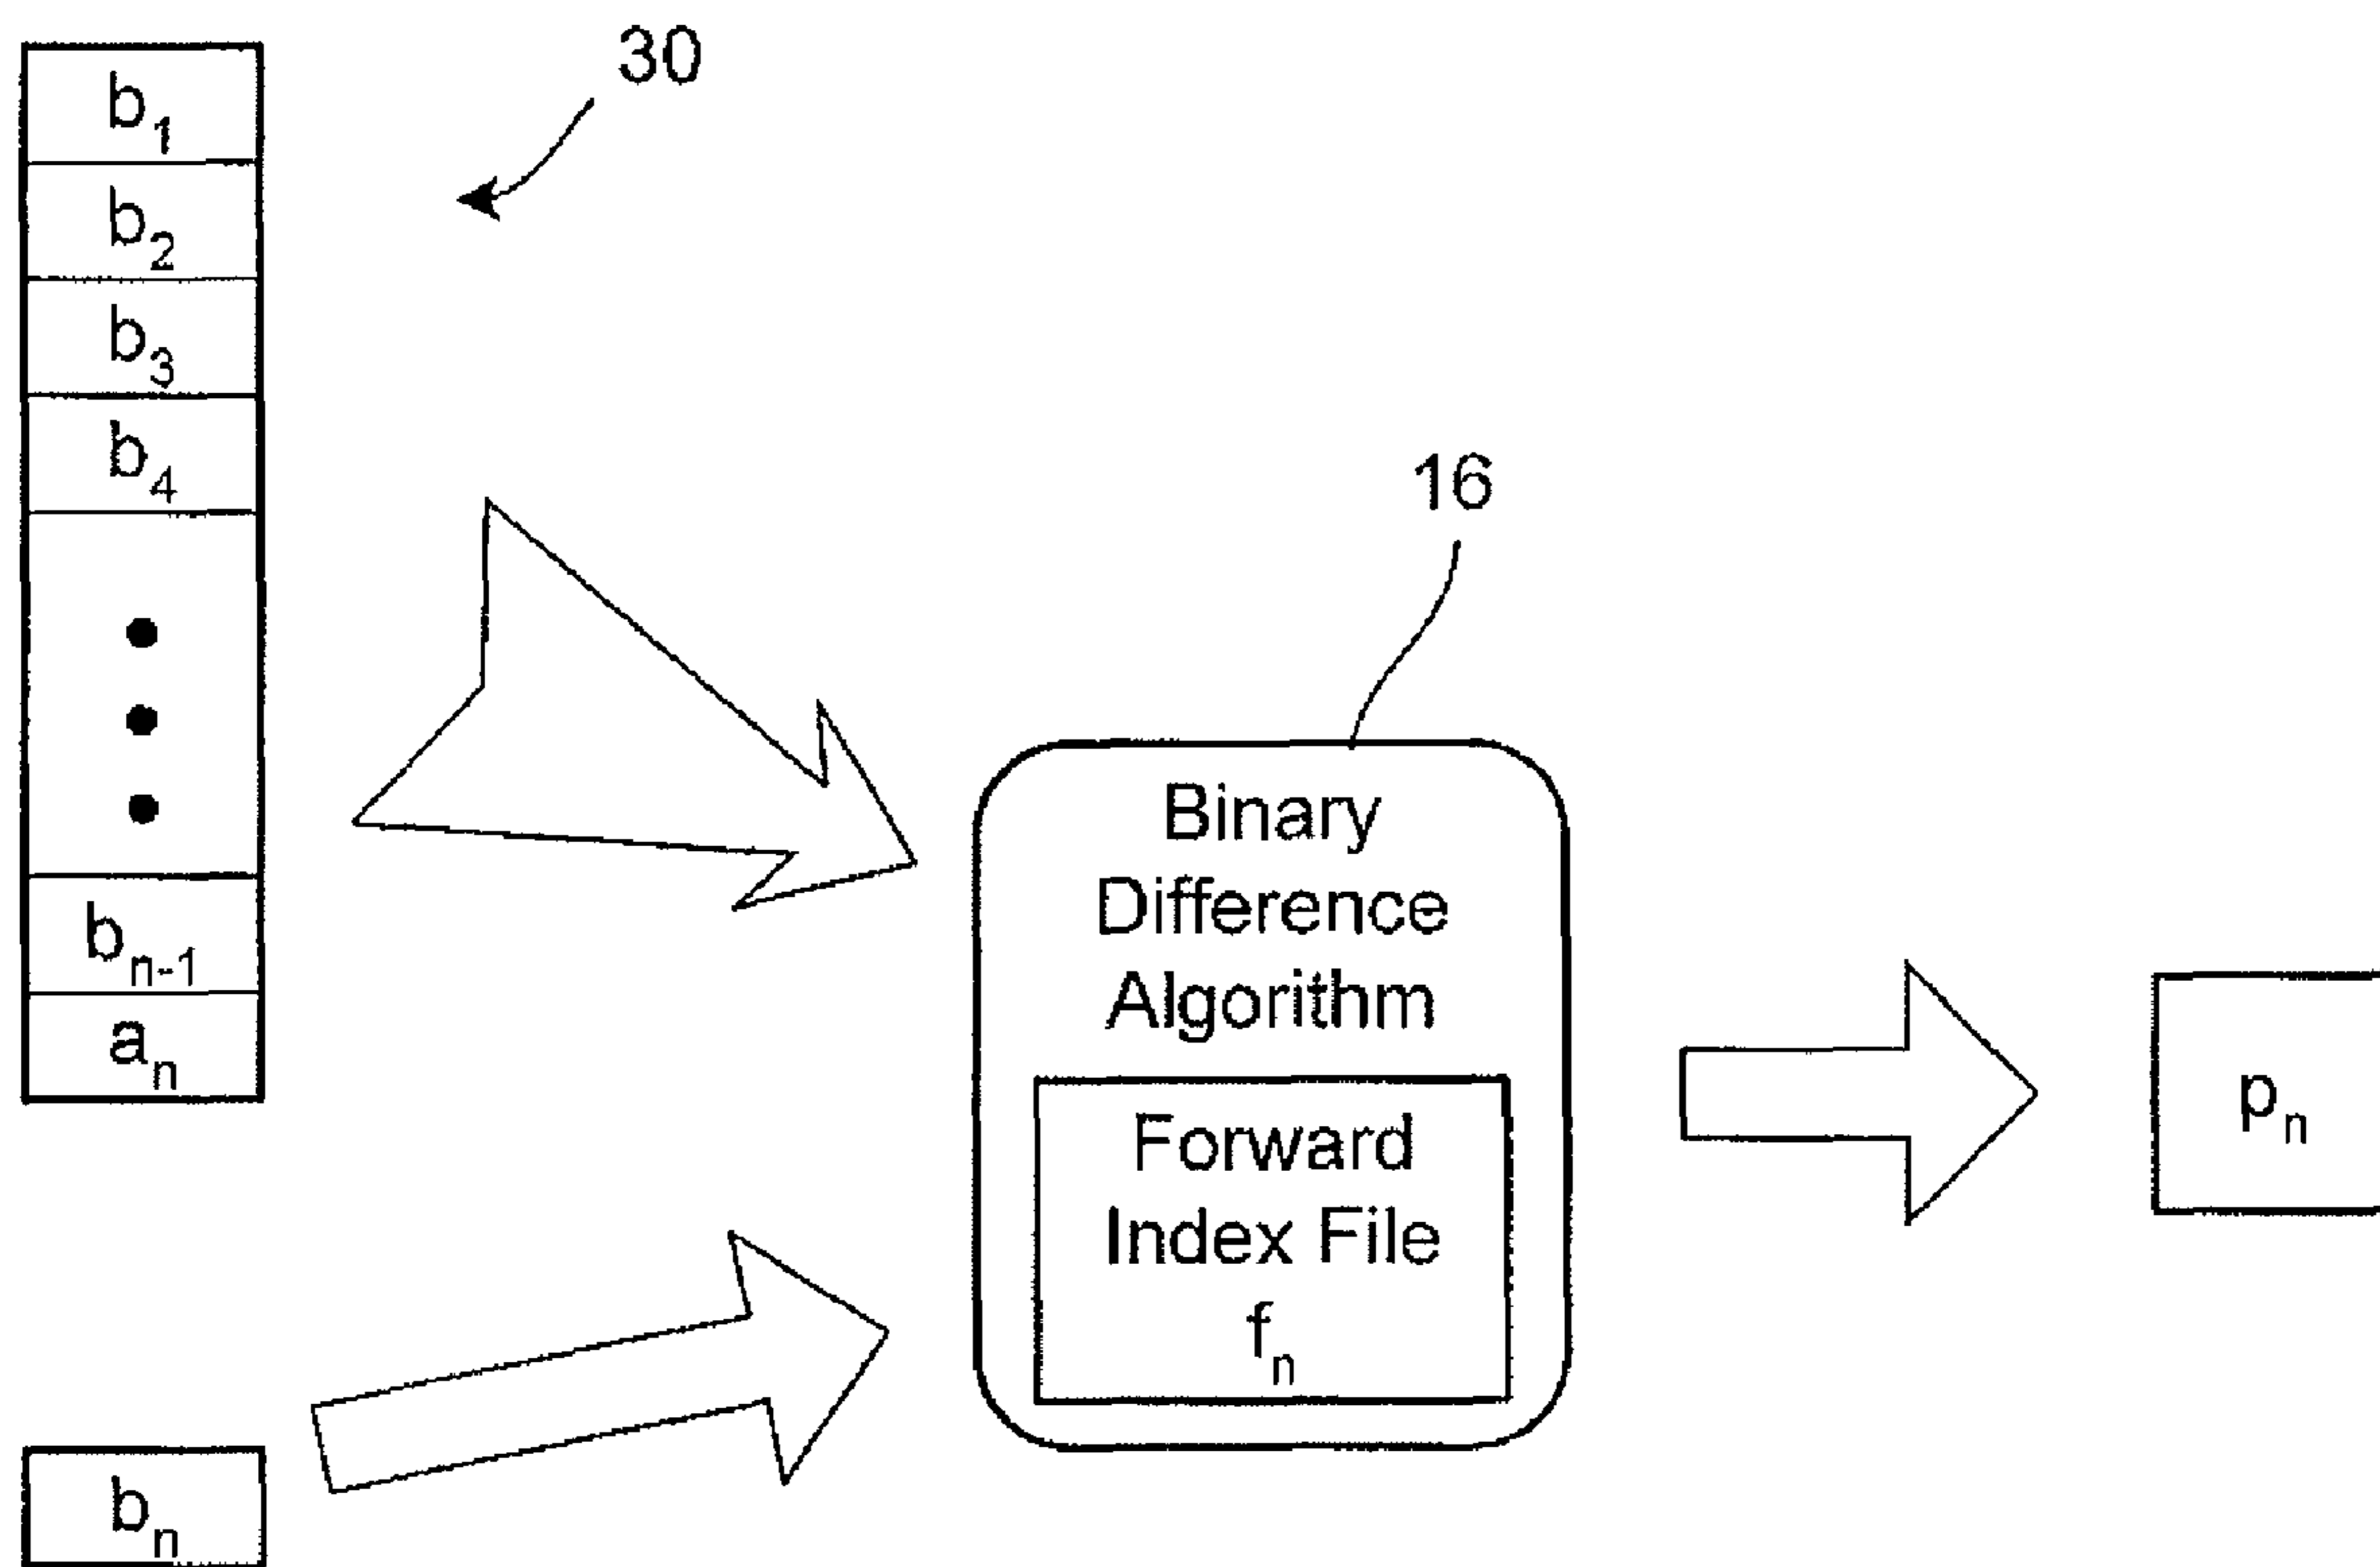 30
b₁
b₂
b₃
b₄
bₙ₋₁
aₙ
bₙ
16
Binary
Difference
Algorithm
Forward
Index File
fₙ
pₙ